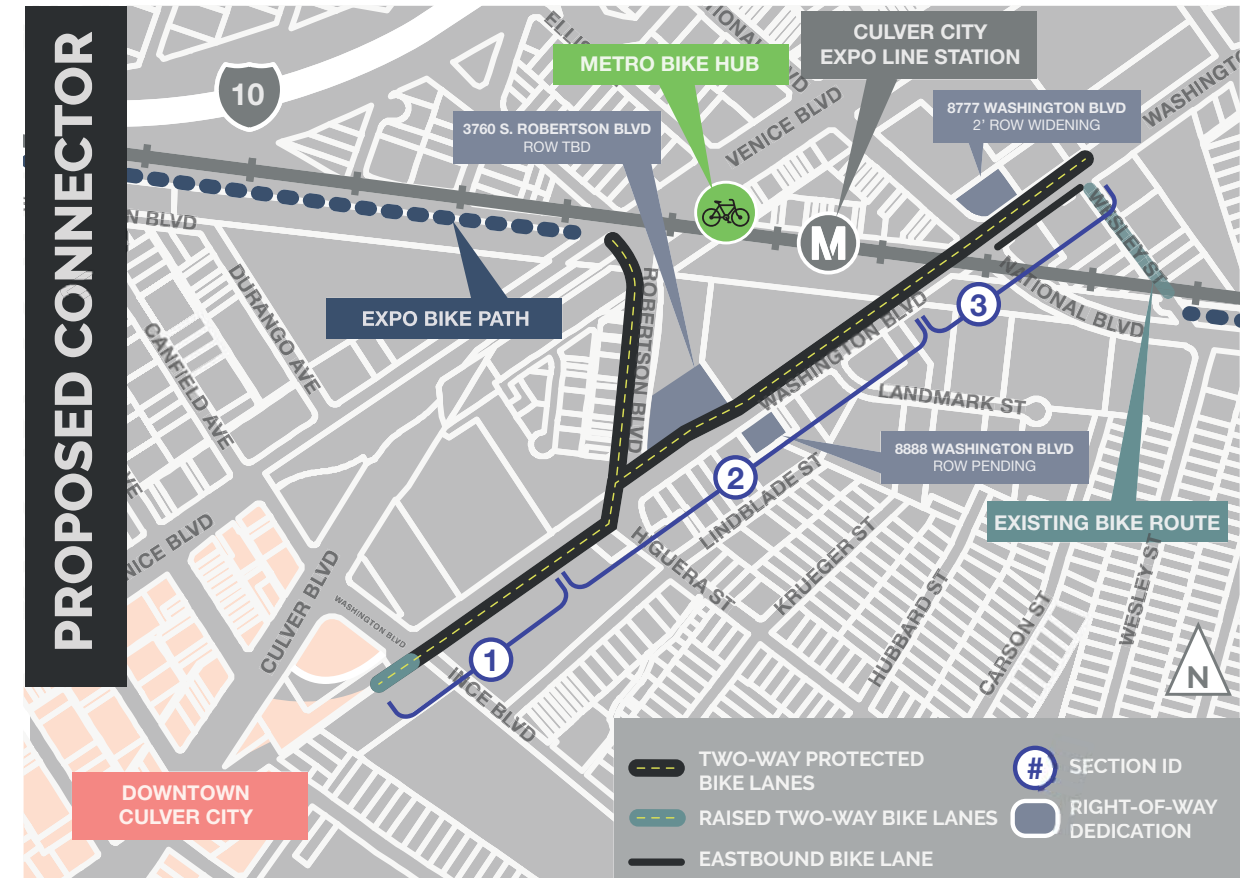 PROPOSED CONNECTOR
10
METRO BIKE HUB
CULVER CITY
EXPO LINE STATION
3760 S. ROBERTSON BLVD
ROW TBD
8777 WASHINGTON BLVD
2' ROW WIDENING
VENICE BLVD
M
N BLVD
EXPO BIKE PATH
DURANGO AVE
CANFIELD AVE
ROBERTSON BLVD
WASHINGTON BLVD
NATIONAL BLVD
WESLEY ST
3
LANDMARK ST
8888 WASHINGTON BLVD
ROW PENDING
2
LINDBLADE ST
EXISTING BIKE ROUTE
HIGUERA ST
KRUEGER ST
HUBBARD ST
CARSON ST
WESLEY ST
NICE BLVD
CULVER BLVD
WASHINGTON BLVD
1
INCE BLVD
N
DOWNTOWN
CULVER CITY
TWO-WAY PROTECTED
BIKE LANES
RAISED TWO-WAY BIKE LANES
EASTBOUND BIKE LANE
#
SECTION ID
RIGHT-OF-WAY
DEDICATION